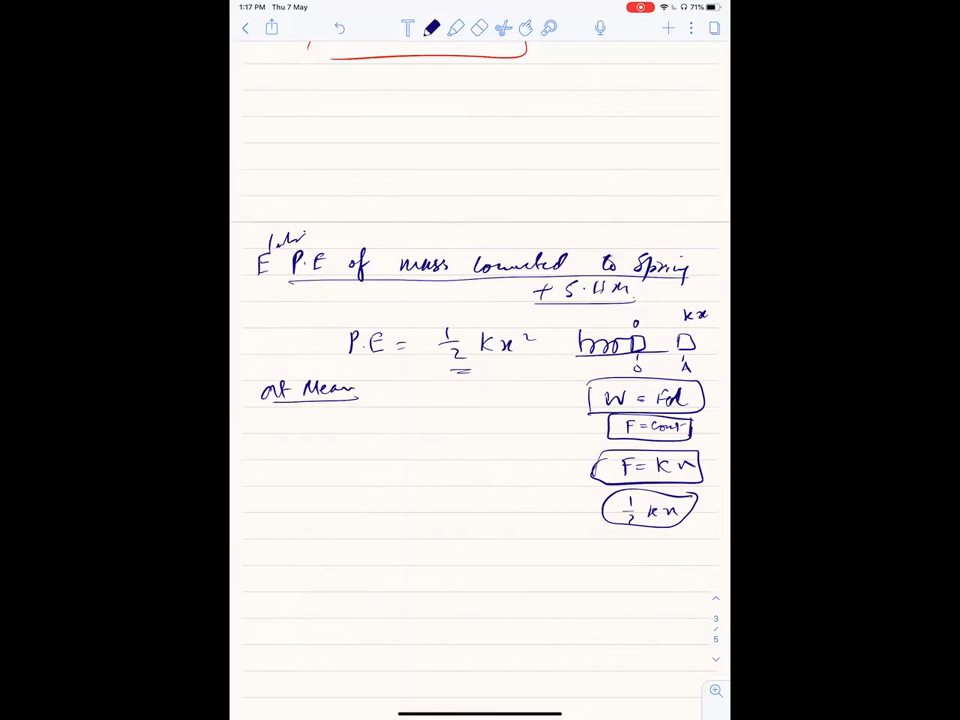 1:17 PM Thu 7 May 71%
E P.E of mass connected to Spring
+ S.H.M.
kx
0
P.E = 1/2 Kx²
O A
At Mean
W = Fd
F = const
F = Kx
1/2 kx
3
/
5